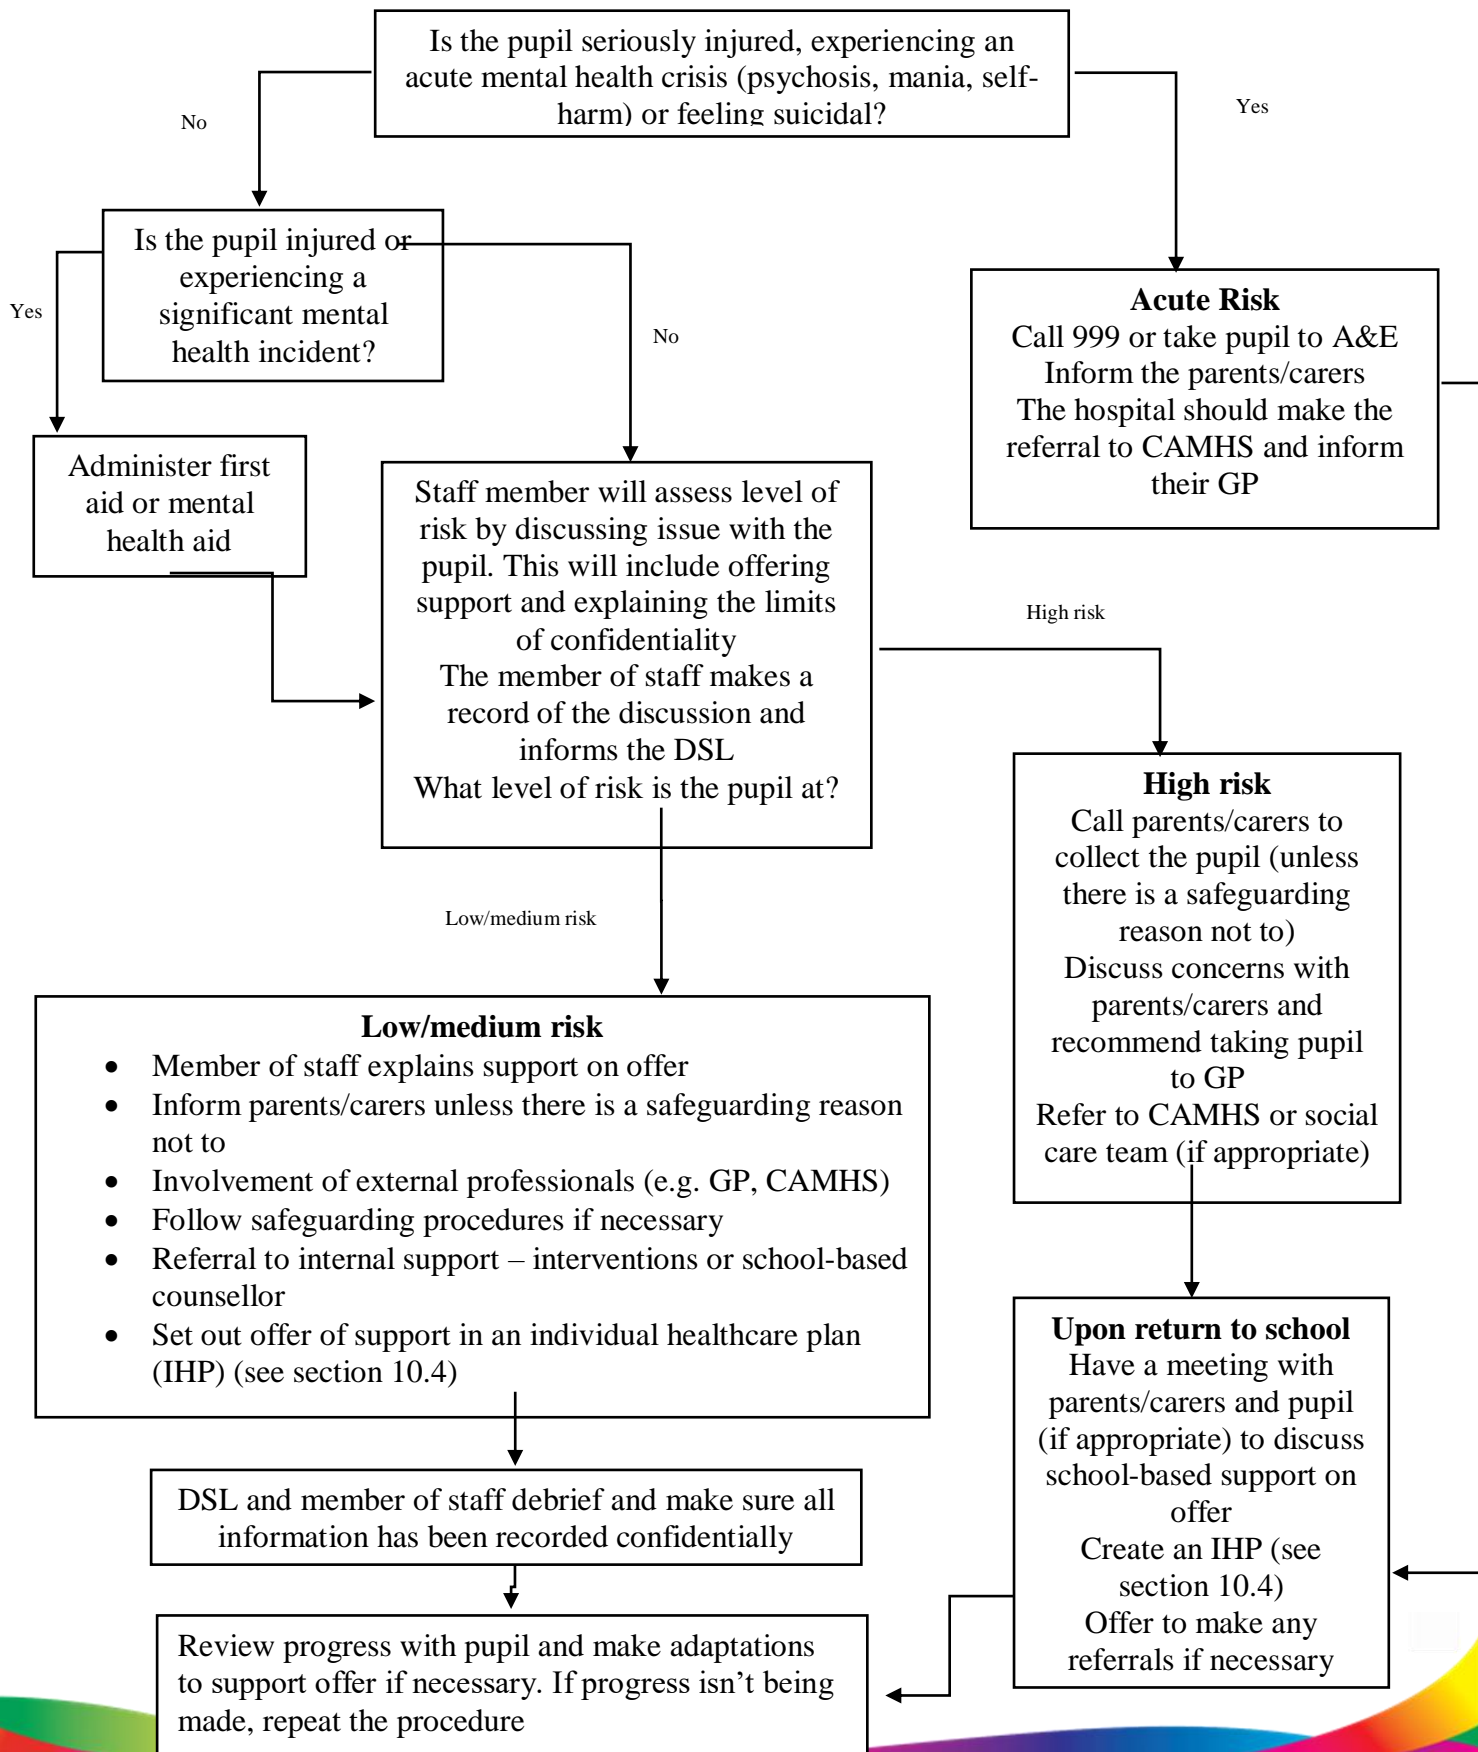 Is the pupil seriously injured, experiencing an
acute mental health crisis (psychosis, mania, self-
harm) or feeling suicidal?
No
Yes
Is the pupil injured or
experiencing a
significant mental
health incident?
Yes
No
Acute Risk
Call 999 or take pupil to A&E
Inform the parents/carers
The hospital should make the
referral to CAMHS and inform
their GP
Administer first
aid or mental
health aid
Staff member will assess level of
risk by discussing issue with the
pupil. This will include offering
support and explaining the limits
of confidentiality
The member of staff makes a
record of the discussion and
informs the DSL
What level of risk is the pupil at?
High risk
High risk
Call parents/carers to
collect the pupil (unless
there is a safeguarding
reason not to)
Discuss concerns with
parents/carers and
recommend taking pupil
to GP
Refer to CAMHS or social
care team (if appropriate)
Low/medium risk
Low/medium risk
• Member of staff explains support on offer
• Inform parents/carers unless there is a safeguarding reason
not to
• Involvement of external professionals (e.g. GP, CAMHS)
• Follow safeguarding procedures if necessary
• Referral to internal support – interventions or school-based
counsellor
• Set out offer of support in an individual healthcare plan
(IHP) (see section 10.4)
Upon return to school
Have a meeting with
parents/carers and pupil
(if appropriate) to discuss
school-based support on
offer
Create an IHP (see
section 10.4)
Offer to make any
referrals if necessary
DSL and member of staff debrief and make sure all
information has been recorded confidentially
Review progress with pupil and make adaptations
to support offer if necessary. If progress isn’t being
made, repeat the procedure